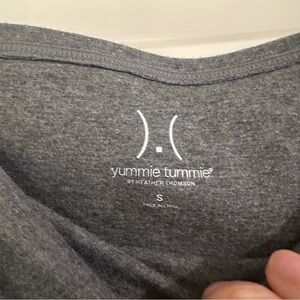 yummie tummie®
BY HEATHER THOMSON
S
MADE IN CHINA